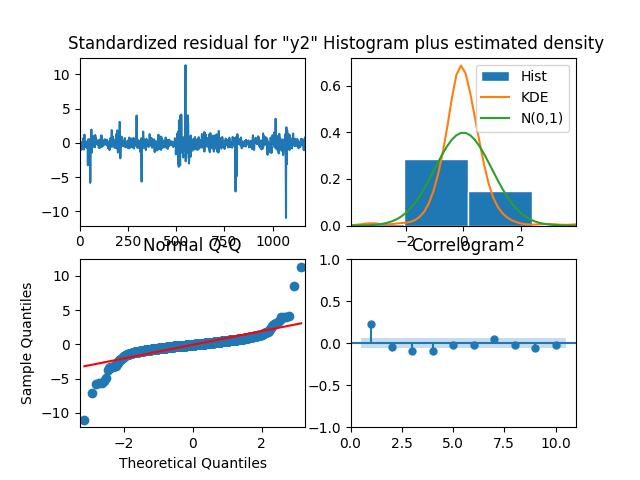 Standardized residual for "y2"
Histogram plus estimated density
10
5
0
−5
−10
0 250 500 750 1000
0.6
0.4
0.2
0.0
−2 0 2
Hist
KDE
N(0,1)
Normal Q-Q
Correlogram
Sample Quantiles
10
5
0
−5
−10
−2 0 2
Theoretical Quantiles
1.0
0.5
0.0
−0.5
−1.0
0.0 2.5 5.0 7.5 10.0